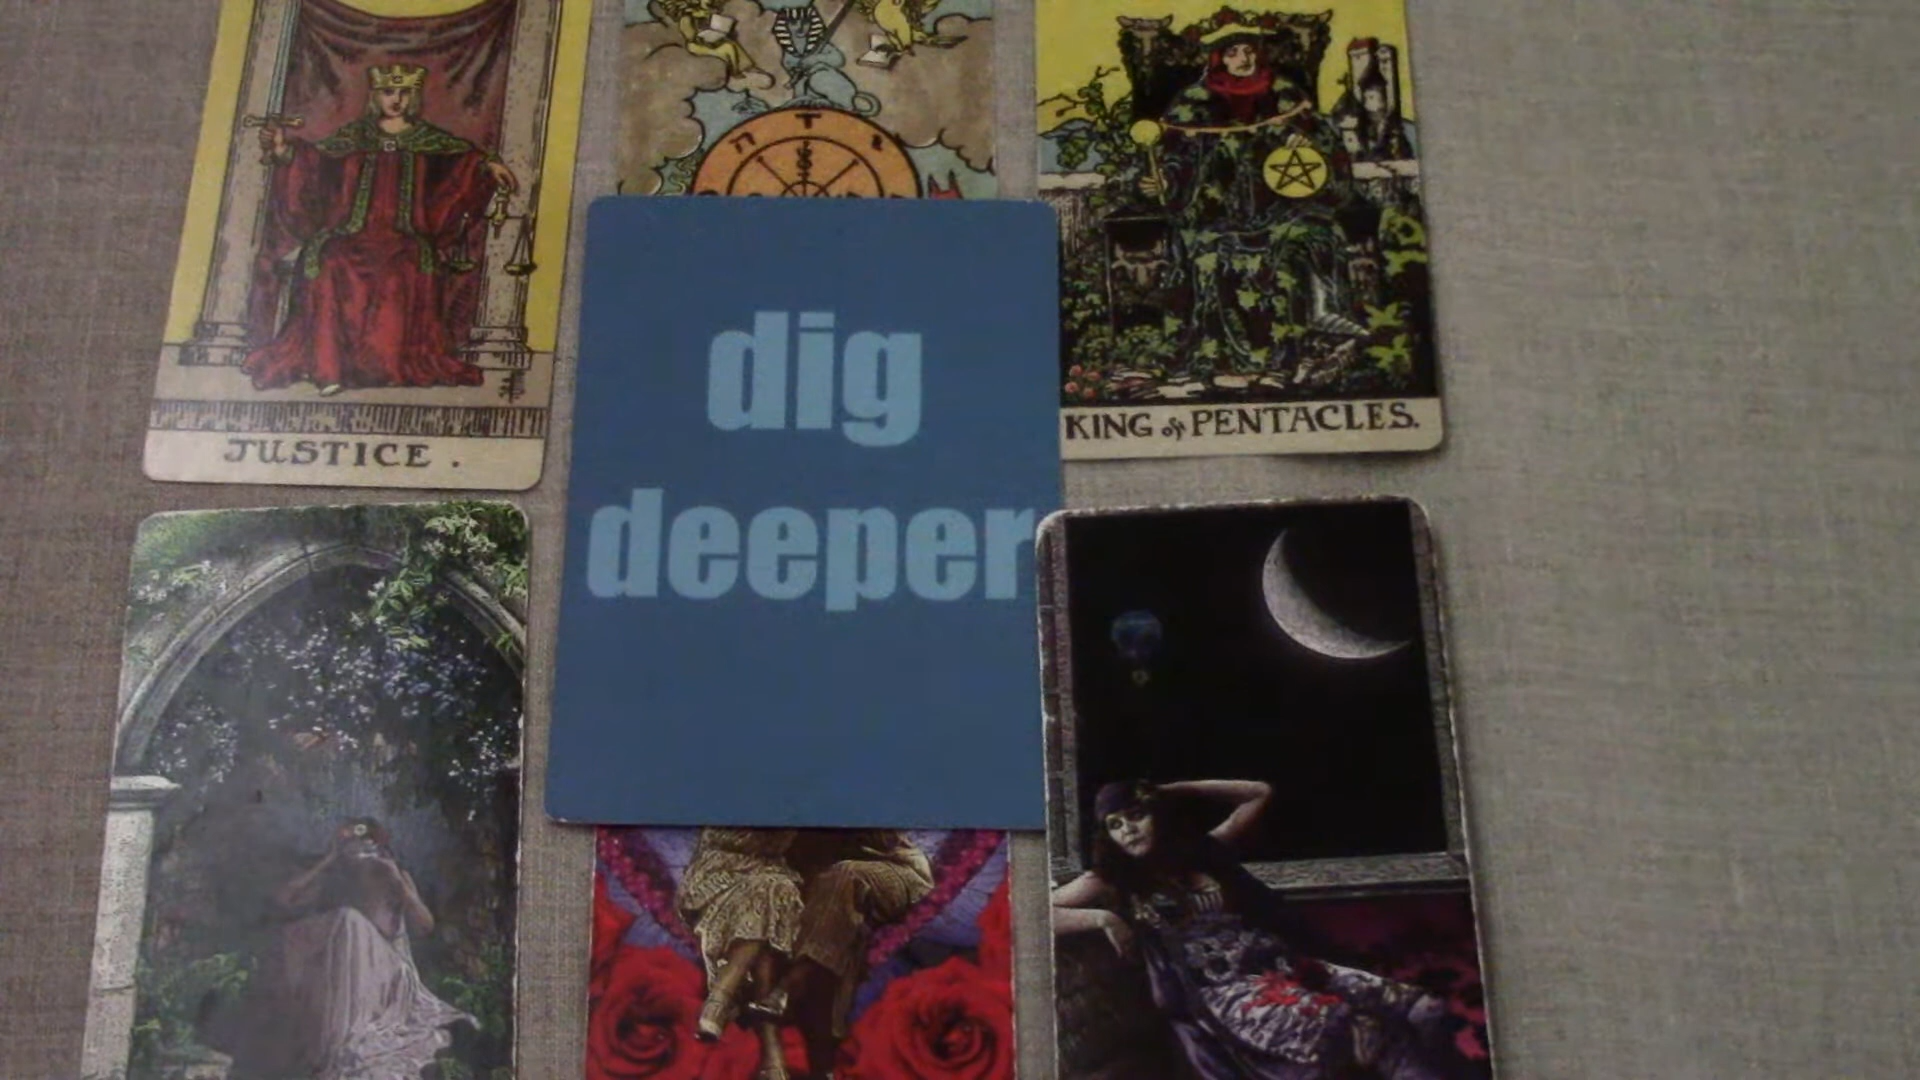 JUSTICE .
KING of PENTACLES.
dig
deeper